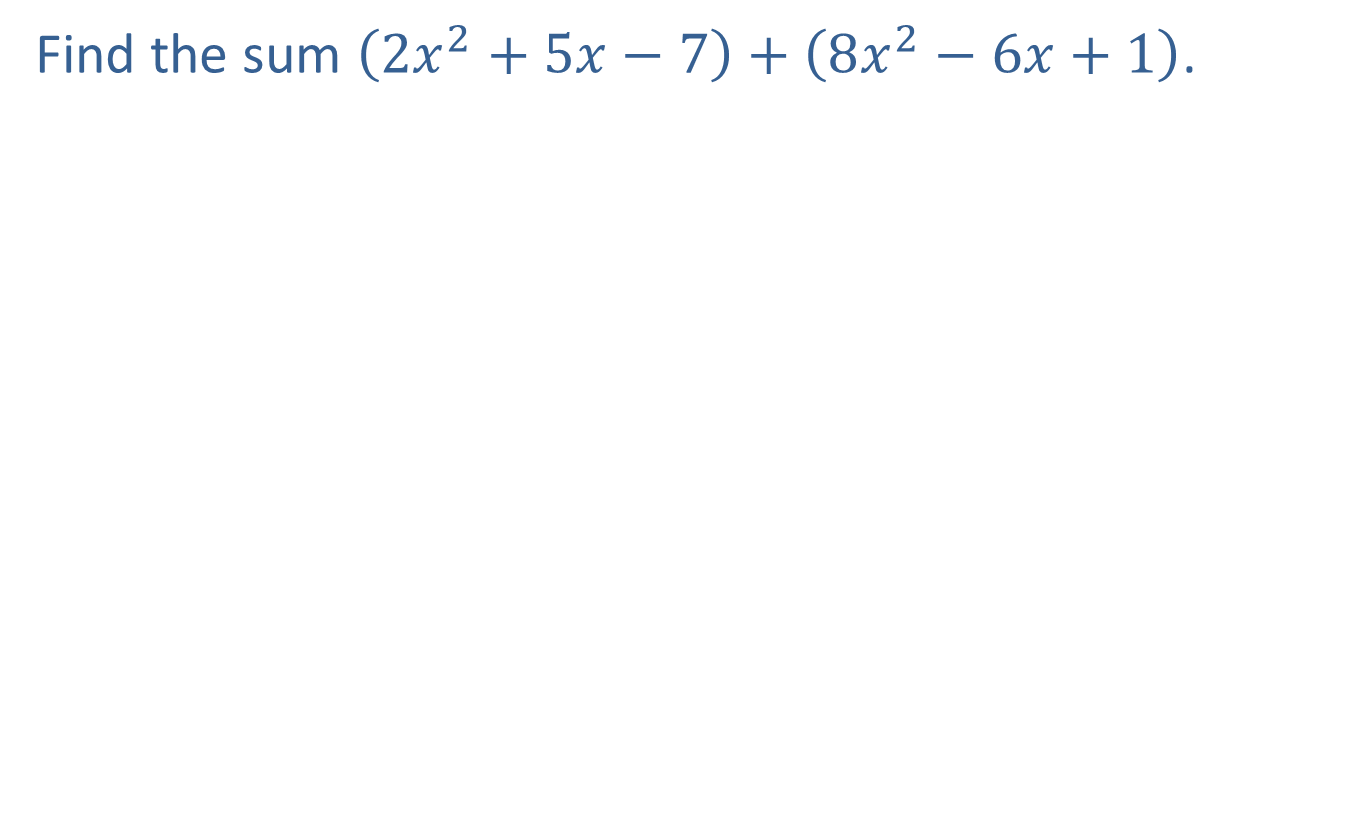 Find the sum (2x² + 5x − 7) + (8x² − 6x + 1).